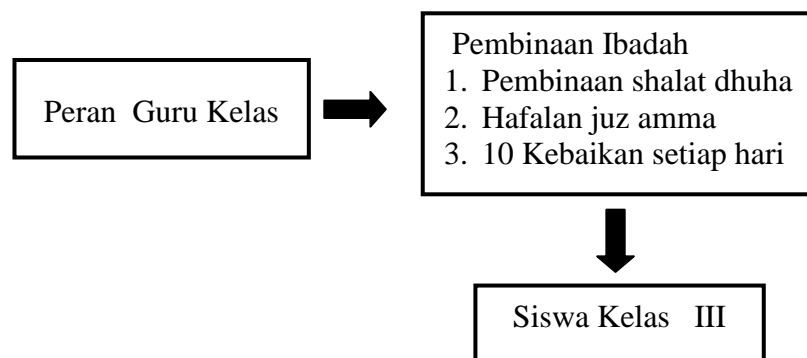 Peran Guru Kelas
Pembinaan Ibadah
1. Pembinaan shalat dhuha
2. Hafalan juz amma
3. 10 Kebaikan setiap hari
Siswa Kelas III